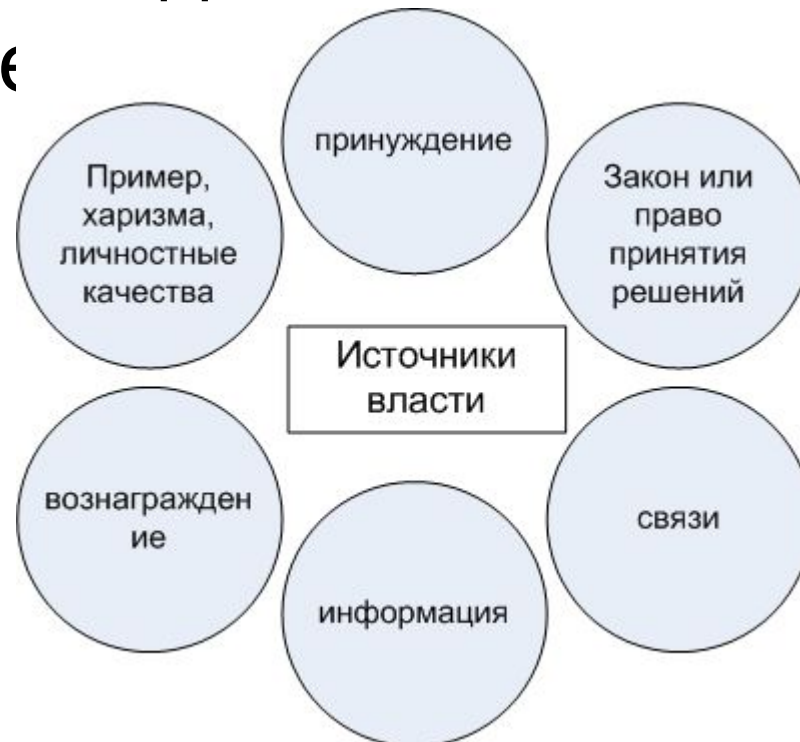 принуждение
Пример,
харизма,
личностные
качества
Закон или
право
принятия
решений
Источники
власти
вознагражден
ие
связи
информация